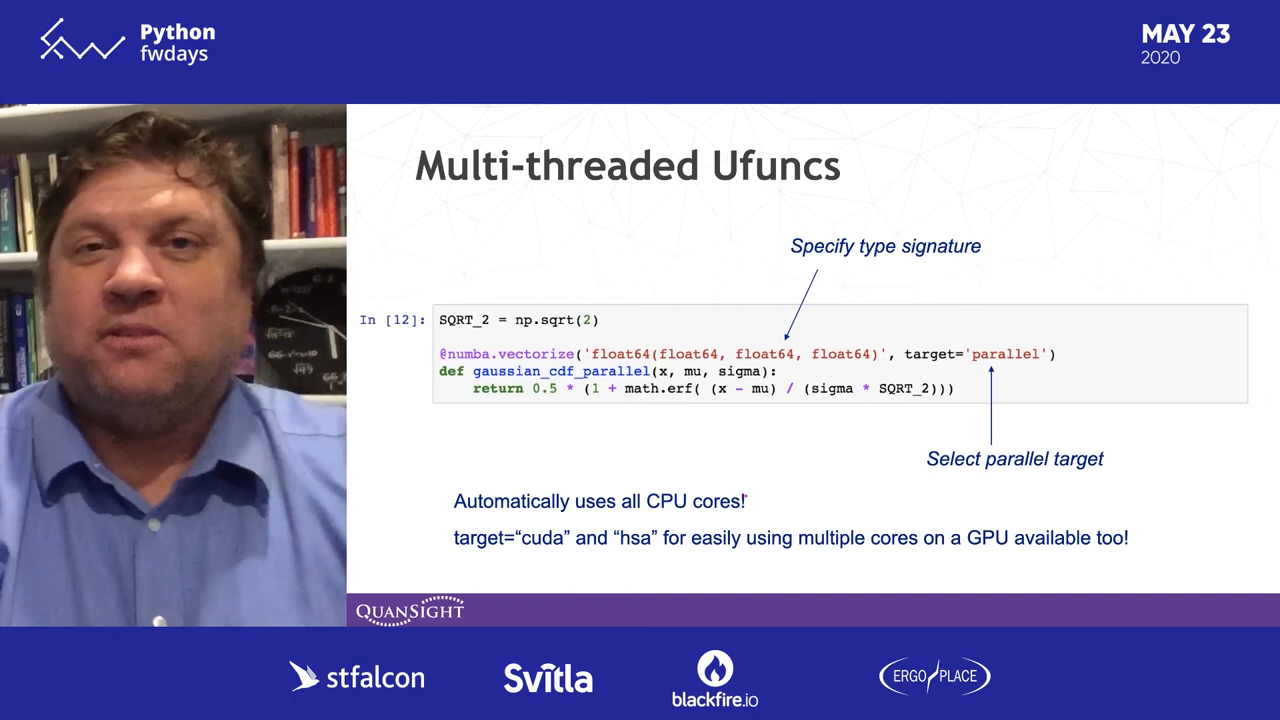 Python
fwdays
MAY 23
2020
Multi-threaded Ufuncs
Specify type signature
In [12]:
SQRT_2 = np.sqrt(2)
@numba.vectorize('float64(float64, float64, float64)', target='parallel')
def gaussian_cdf_parallel(x, mu, sigma):
return 0.5 * (1 + math.erf( (x - mu) / (sigma * SQRT_2)))
Select parallel target
Automatically uses all CPU cores!
target=“cuda” and “hsa” for easily using multiple cores on a GPU available too!
QUANSIGHT
stfalcon
Svitla
blackfire.io
ERGO PLACE